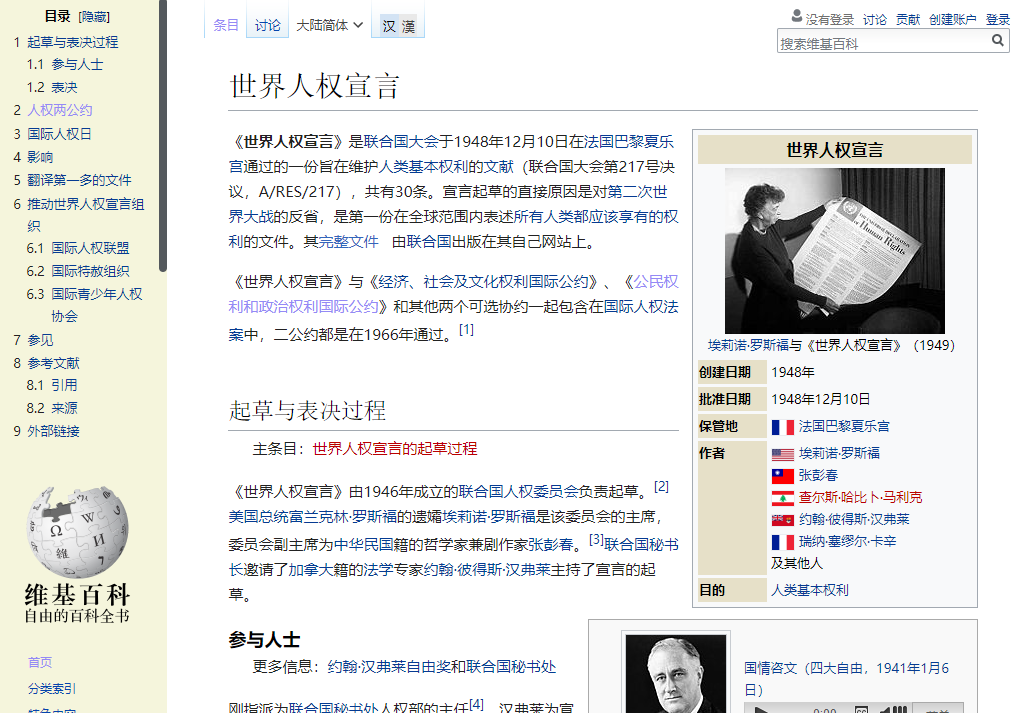 目录 [隐藏]
1 起草与表决过程
1.1 参与人士
1.2 表决
2 人权两公约
3 国际人权日
4 影响
5 翻译第一多的文件
6 推动世界人权宣言组
织
6.1 国际人权联盟
6.2 国际特赦组织
6.3 国际青少年人权
协会
7 参见
8 参考文献
8.1 引用
8.2 来源
9 外部链接
维基百科
自由的百科全书
首页
分类索引
条目 讨论 大陆简体 汉 漢
没有登录 讨论 贡献 创建账户 登录
搜索维基百科
世界人权宣言
《世界人权宣言》是联合国大会于1948年12月10日在法国巴黎夏乐
宫通过的一份旨在维护人类基本权利的文献（联合国大会第217号决
议，A/RES/217），共有30条。宣言起草的直接原因是对第二次世
界大战的反省，是第一份在全球范围内表述所有人类都应该享有的权
利的文件。其完整文件 由联合国出版在其自己网站上。
《世界人权宣言》与《经济、社会及文化权利国际公约》、《公民权
利和政治权利国际公约》和其他两个可选协约一起包含在国际人权法
案中，二公约都是在1966年通过。[1]
起草与表决过程
主条目：世界人权宣言的起草过程
《世界人权宣言》由1946年成立的联合国人权委员会负责起草。[2]
美国总统富兰克林·罗斯福的遗孀埃莉诺·罗斯福是该委员会的主席，
委员会副主席为中华民国籍的哲学家兼剧作家张彭春。[3]联合国秘书
长邀请了加拿大籍的法学专家约翰·彼得斯·汉弗莱主持了宣言的起
草。
参与人士
更多信息：约翰·汉弗莱自由奖和联合国秘书处
刚指派为联合国秘书处人权部的主任[4]，汉弗莱为宣
世界人权宣言
THE UNIVERSAL DECLARATION
of Human Rights
埃莉诺·罗斯福与《世界人权宣言》（1949）
创建日期 1948年
批准日期 1948年12月10日
保管地 法国巴黎夏乐宫
作者 埃莉诺·罗斯福
张彭春
查尔斯·哈比卜·马利克
约翰·彼得斯·汉弗莱
瑞纳·塞缪尔·卡辛
及其他人
目的 人类基本权利
国情咨文（四大自由，1941年1月6
日）
0:00